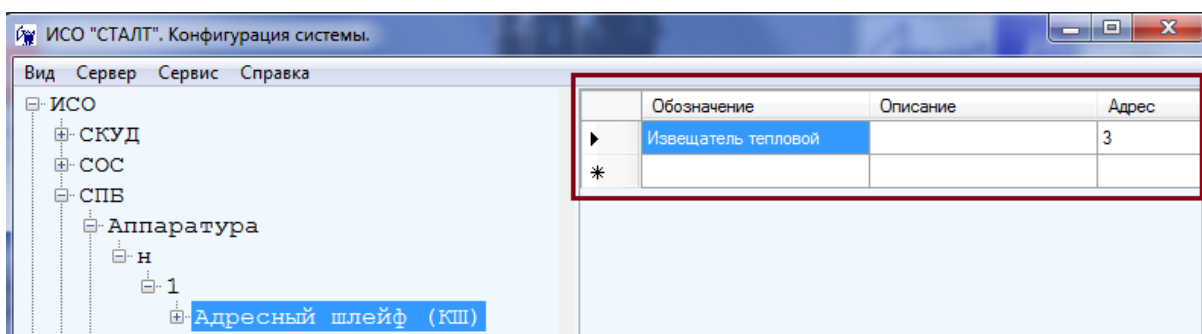 ИСО "СТАЛТ". Конфигурация системы.
Вид Сервер Сервис Справка
ИСО
СКУД
СОС
СПБ
Аппаратура
н
1
Адресный шлейф (КШ)
Обозначение Описание Адрес
Извещатель тепловой 3